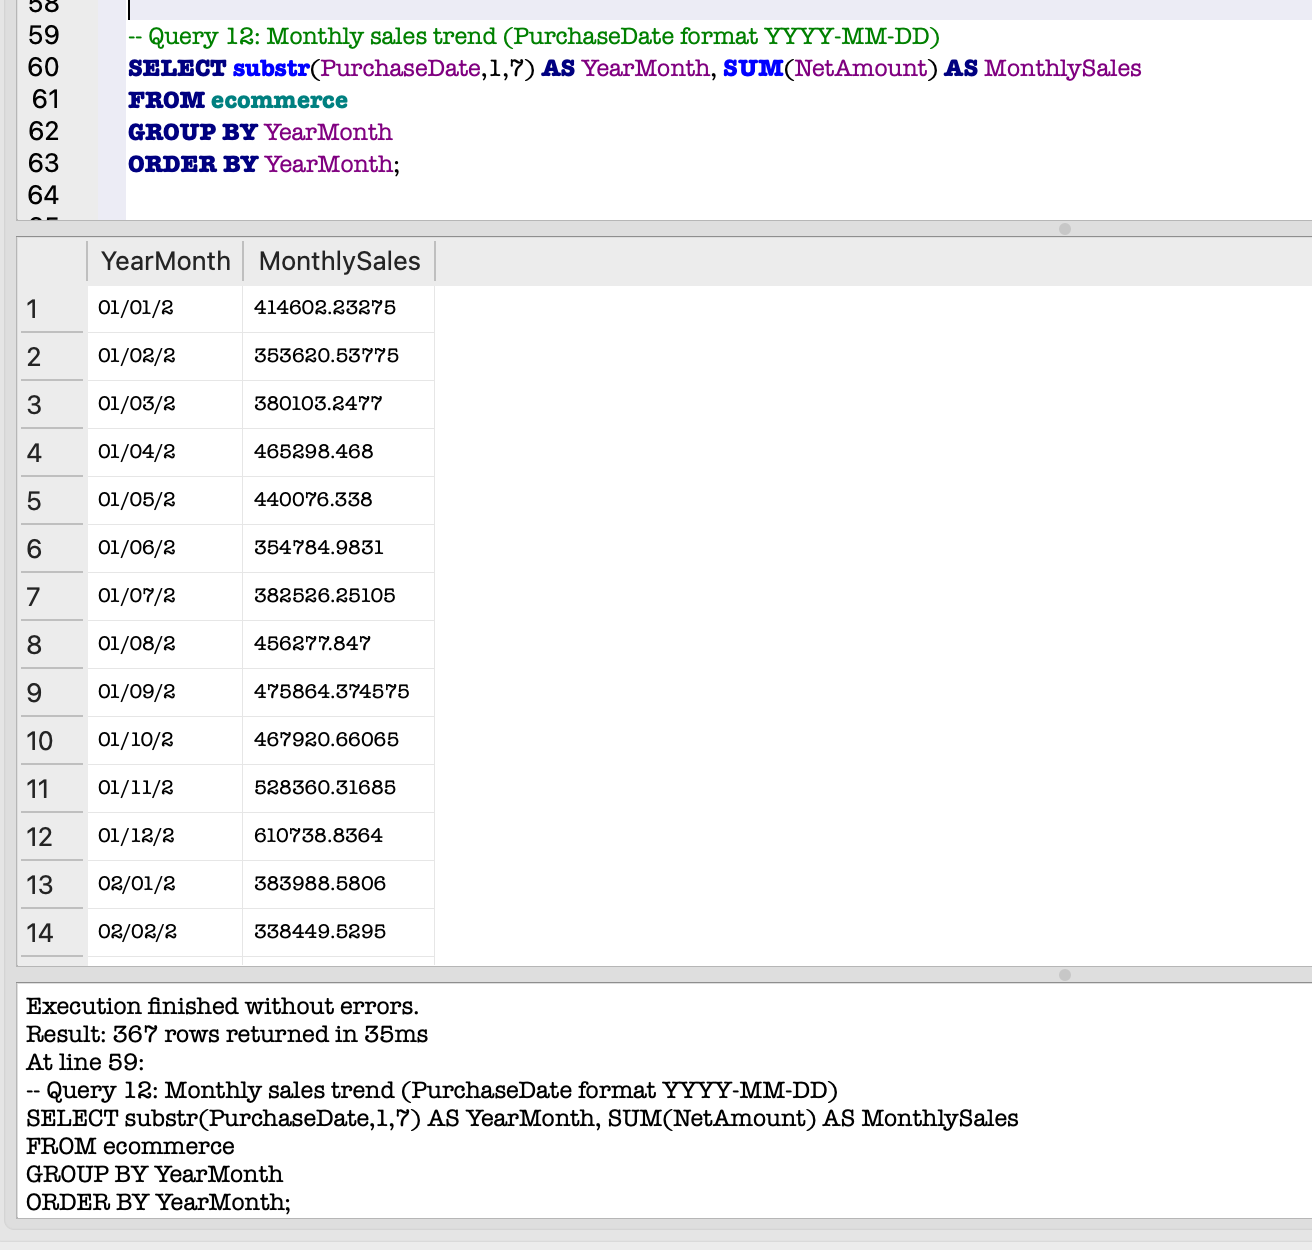 58
59 -- Query 12: Monthly sales trend (PurchaseDate format YYYY-MM-DD)
60 SELECT substr(PurchaseDate,1,7) AS YearMonth, SUM(NetAmount) AS MonthlySales
61 FROM ecommerce
62 GROUP BY YearMonth
63 ORDER BY YearMonth;
64
YearMonth MonthlySales
1 01/01/2 414602.23275
2 01/02/2 353620.53775
3 01/03/2 380103.2477
4 01/04/2 465298.468
5 01/05/2 440076.338
6 01/06/2 354784.9831
7 01/07/2 382526.25105
8 01/08/2 456277.847
9 01/09/2 475864.374575
10 01/10/2 467920.66065
11 01/11/2 528360.31685
12 01/12/2 610738.8364
13 02/01/2 383988.5806
14 02/02/2 338449.5295
Execution finished without errors.
Result: 367 rows returned in 35ms
At line 59:
-- Query 12: Monthly sales trend (PurchaseDate format YYYY-MM-DD)
SELECT substr(PurchaseDate,1,7) AS YearMonth, SUM(NetAmount) AS MonthlySales
FROM ecommerce
GROUP BY YearMonth
ORDER BY YearMonth;